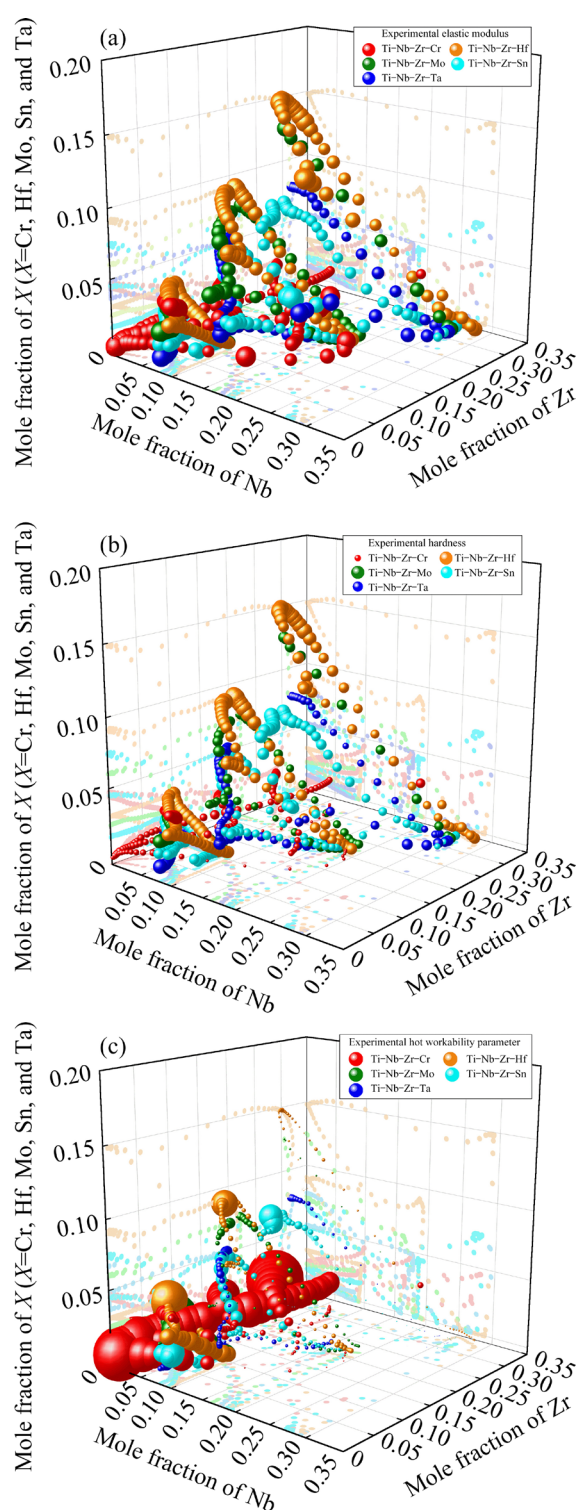 (a)
Experimental elastic modulus
Ti−Nb−Zr−Cr Ti−Nb−Zr−Hf
Ti−Nb−Zr−Mo Ti−Nb−Zr−Sn
Ti−Nb−Zr−Ta
Mole fraction of X (X=Cr, Hf, Mo, Sn, and Ta)
0.20
0.15
0.10
0.05
0
0.05
0.10
0.15
0.20
0.25
0.30
0.35
Mole fraction of Nb
0
0.05
0.10
0.15
0.20
0.25
0.30
0.35
Mole fraction of Zr
(b)
Experimental hardness
Ti−Nb−Zr−Cr Ti−Nb−Zr−Hf
Ti−Nb−Zr−Mo Ti−Nb−Zr−Sn
Ti−Nb−Zr−Ta
Mole fraction of X (X=Cr, Hf, Mo, Sn, and Ta)
0.20
0.15
0.10
0.05
0
0.05
0.10
0.15
0.20
0.25
0.30
0.35
Mole fraction of Nb
0
0.05
0.10
0.15
0.20
0.25
0.30
0.35
Mole fraction of Zr
(c)
Experimental hot workability parameter
Ti−Nb−Zr−Cr Ti−Nb−Zr−Hf
Ti−Nb−Zr−Mo Ti−Nb−Zr−Sn
Ti−Nb−Zr−Ta
Mole fraction of X (X=Cr, Hf, Mo, Sn, and Ta)
0.20
0.15
0.10
0.05
0
0.05
0.10
0.15
0.20
0.25
0.30
0.35
Mole fraction of Nb
0
0.05
0.10
0.15
0.20
0.25
0.30
0.35
Mole fraction of Zr